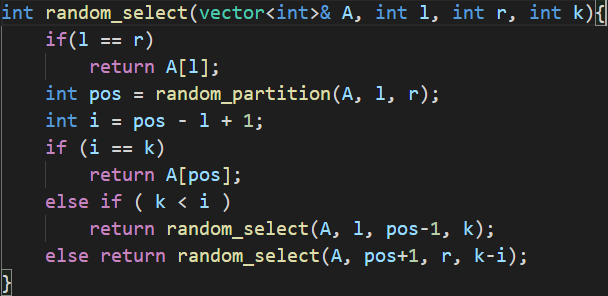 int random_select(vector<int>& A, int l, int r, int k){
    if(l == r)
        return A[l];
    int pos = random_partition(A, l, r);
    int i = pos - l + 1;
    if (i == k)
        return A[pos];
    else if ( k < i )
        return random_select(A, l, pos-1, k);
    else return random_select(A, pos+1, r, k-i);
}